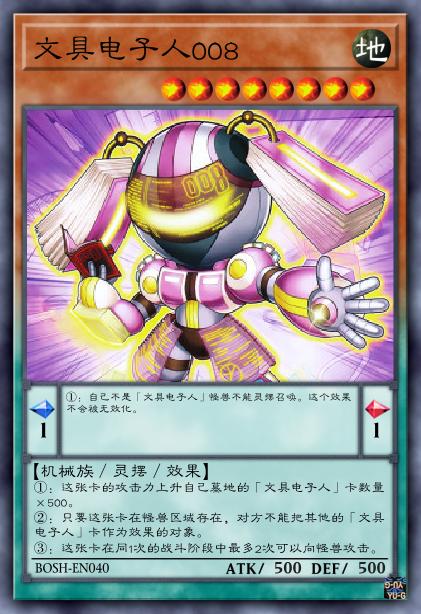 文具电子人008
地
008
①：自己不是「文具电子人」怪兽不能灵摆召唤。这个效果
不会被无效化。
1
1
【机械族／灵摆／效果】
①：这张卡的攻击力上升自己墓地的「文具电子人」卡数量
×500。
②：只要这张卡在怪兽区域存在，对方不能把其他的「文具
电子人」卡作为效果的对象。
③：这张卡在同1次的战斗阶段中最多2次可以向怪兽攻击。
BOSH-EN040
ATK/ 500 DEF/ 500